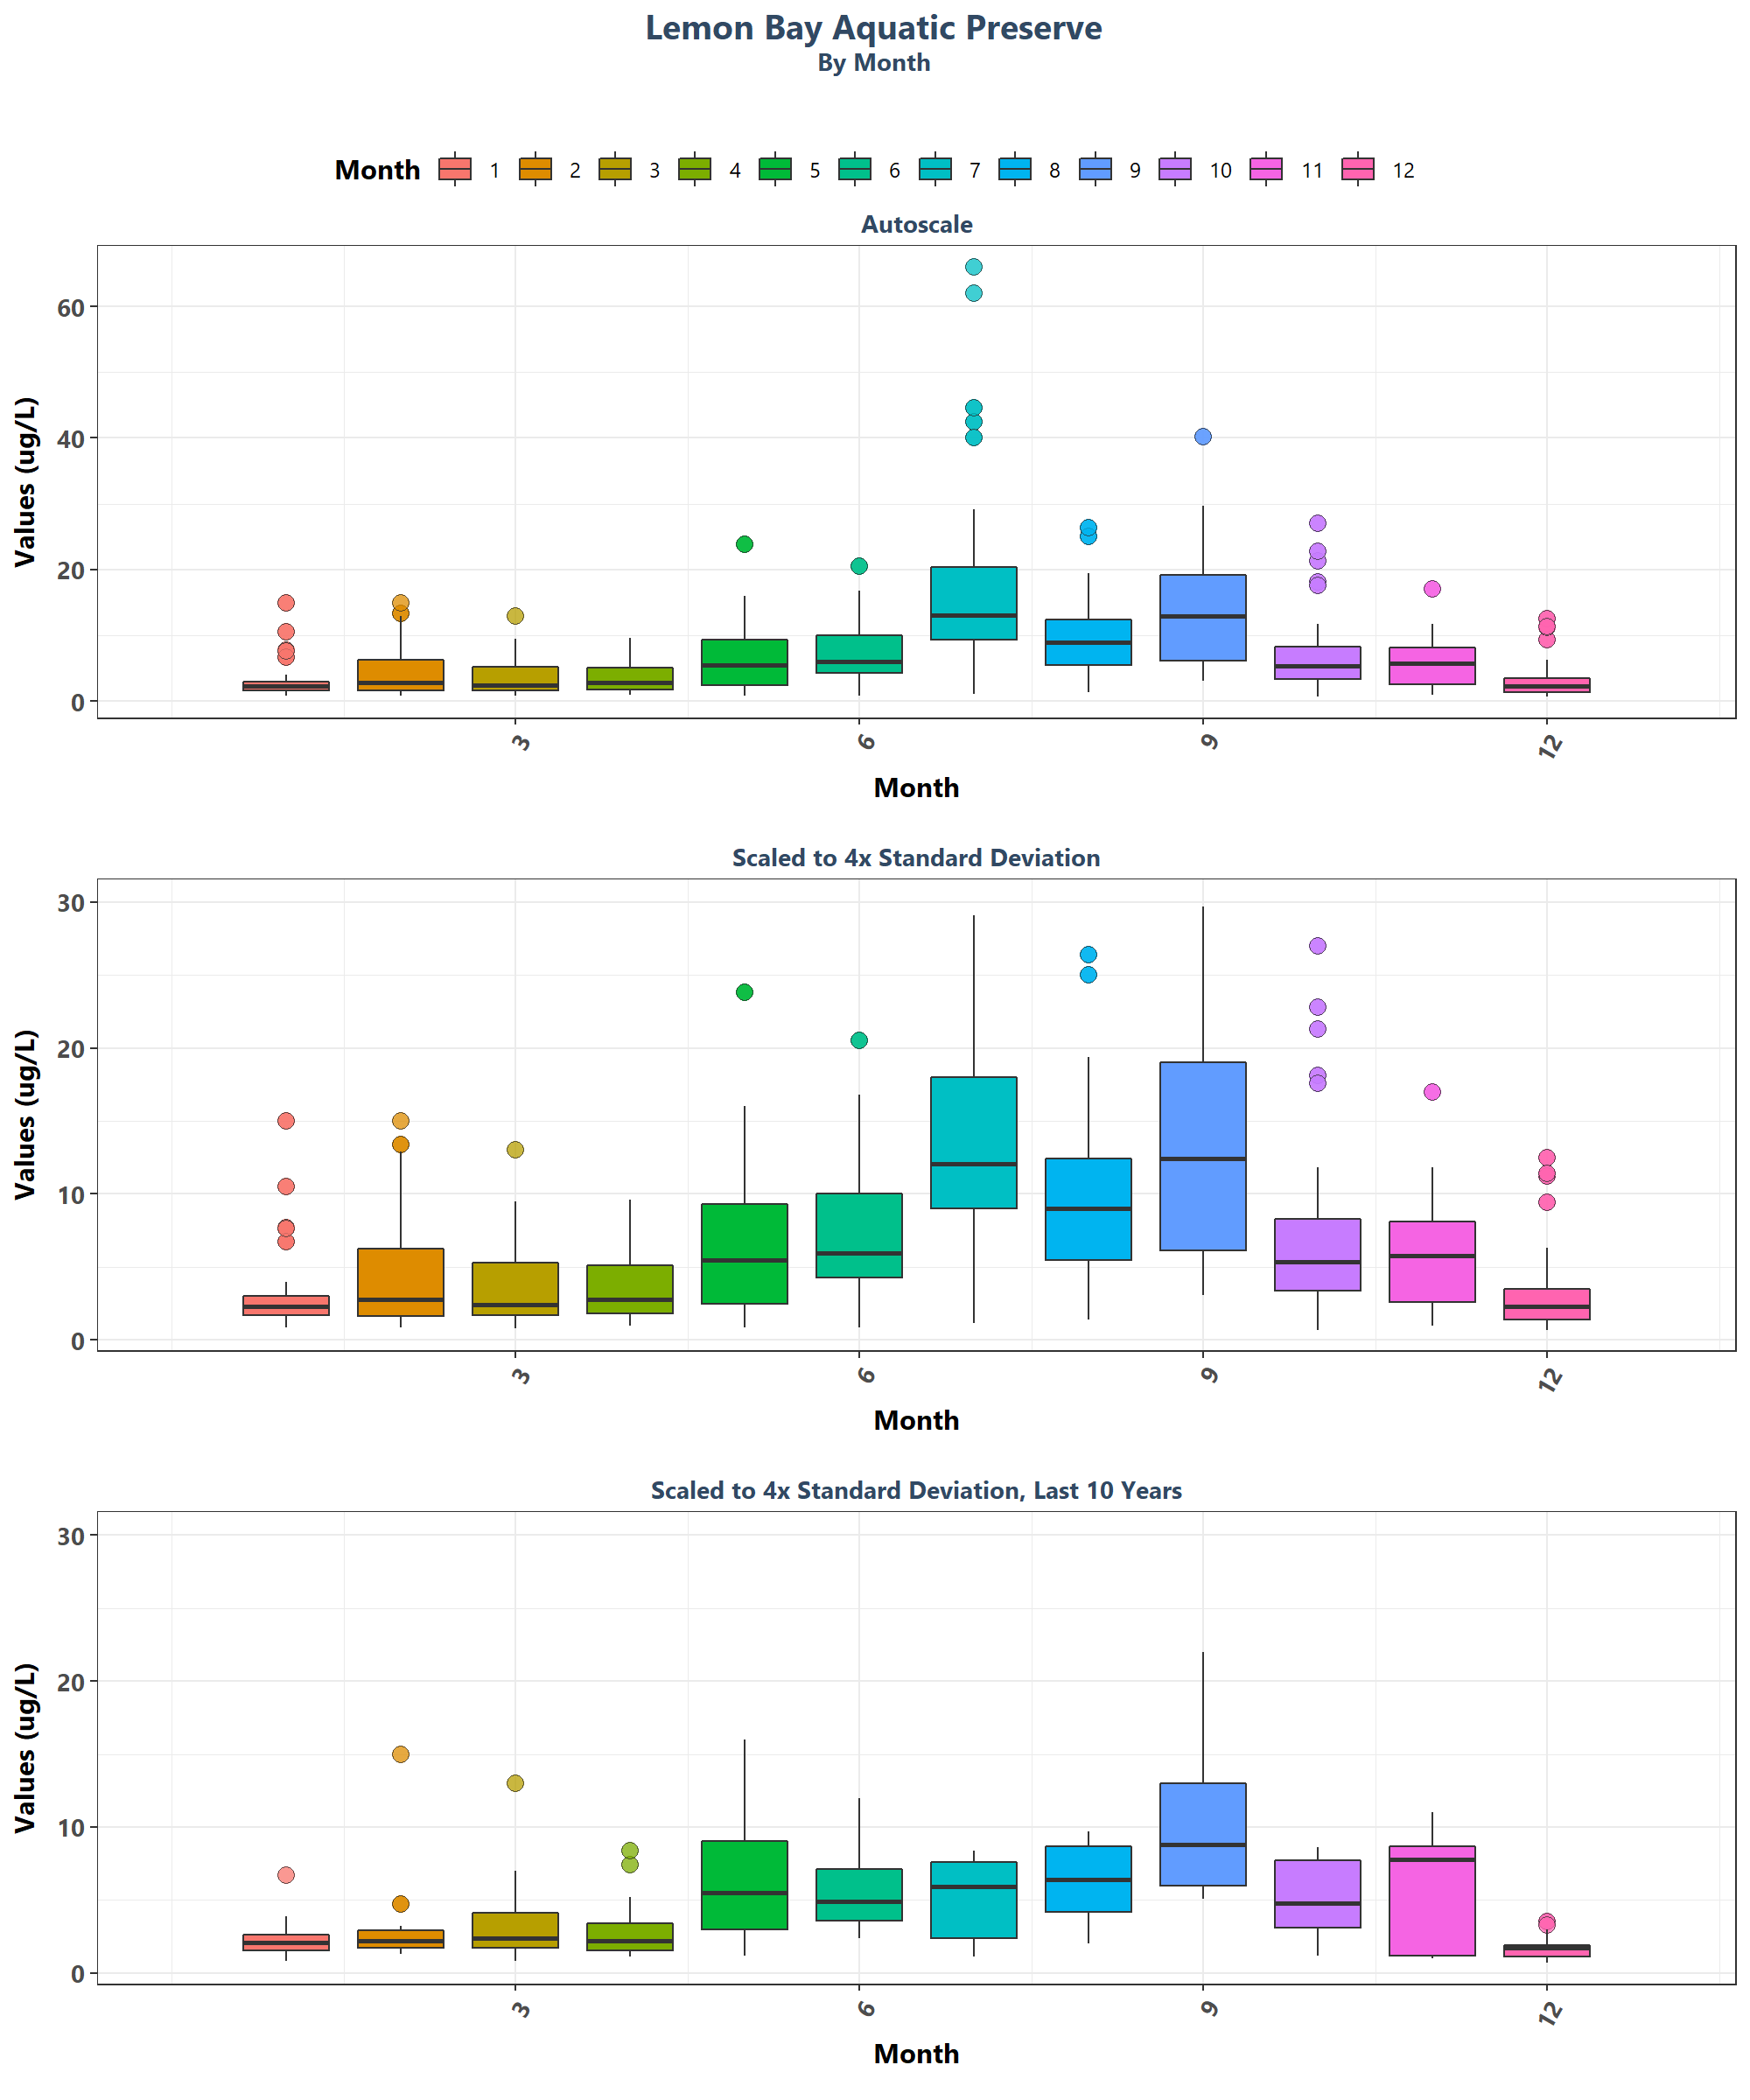 Lemon Bay Aquatic Preserve
By Month
Month 1 2 3 4 5 6 7 8 9 10 11 12
Autoscale
Values (ug/L)
60
40
20
0
3 6 9 12
Month
Scaled to 4x Standard Deviation
Values (ug/L)
30
20
10
0
3 6 9 12
Month
Scaled to 4x Standard Deviation, Last 10 Years
Values (ug/L)
30
20
10
0
3 6 9 12
Month